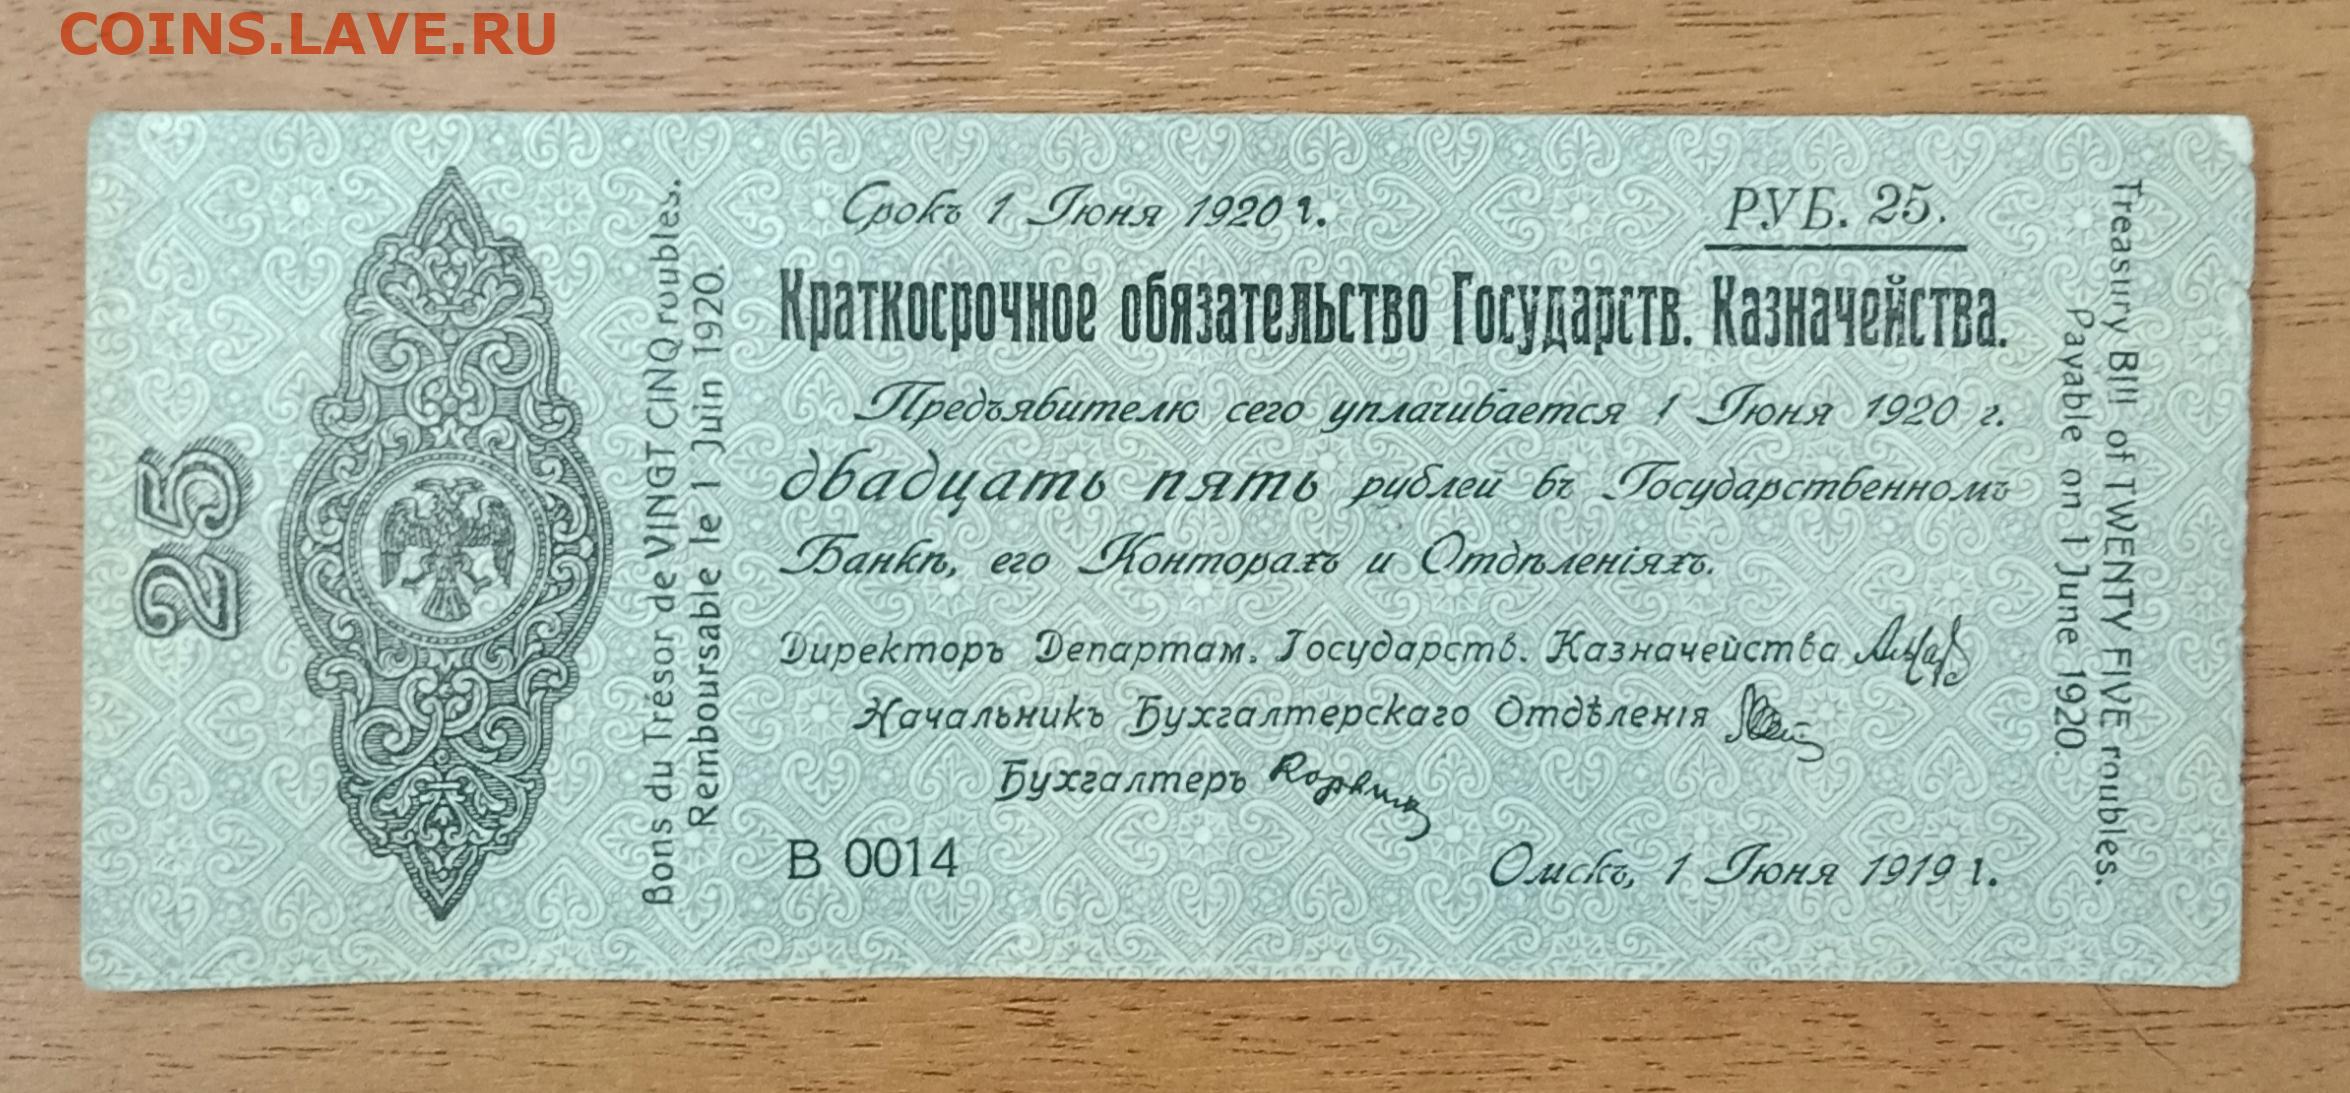 COINS.LAVE.RU
25
Bons du Trésor de VINGT CINQ roubles.
Remboursable le 1 Juin 1920.
Срокъ 1 Июня 1920 г.
РУБ. 25.
Краткосрочное обязательство Государств. Казначейства.
Предъявителю сего уплачивается 1 Июня 1920 г.
двадцать пять рублей въ Государственномъ
Банкѣ, его Конторахъ и Отдѣленіяхъ.
Директоръ Департам. Государств. Казначейства
Начальникъ Бухгалтерскаго Отдѣленія
Бухгалтеръ
В 0014
Омскъ, 1 Июня 1919 г.
Treasury Bill of TWENTY FIVE roubles.
Payable on 1 June 1920.